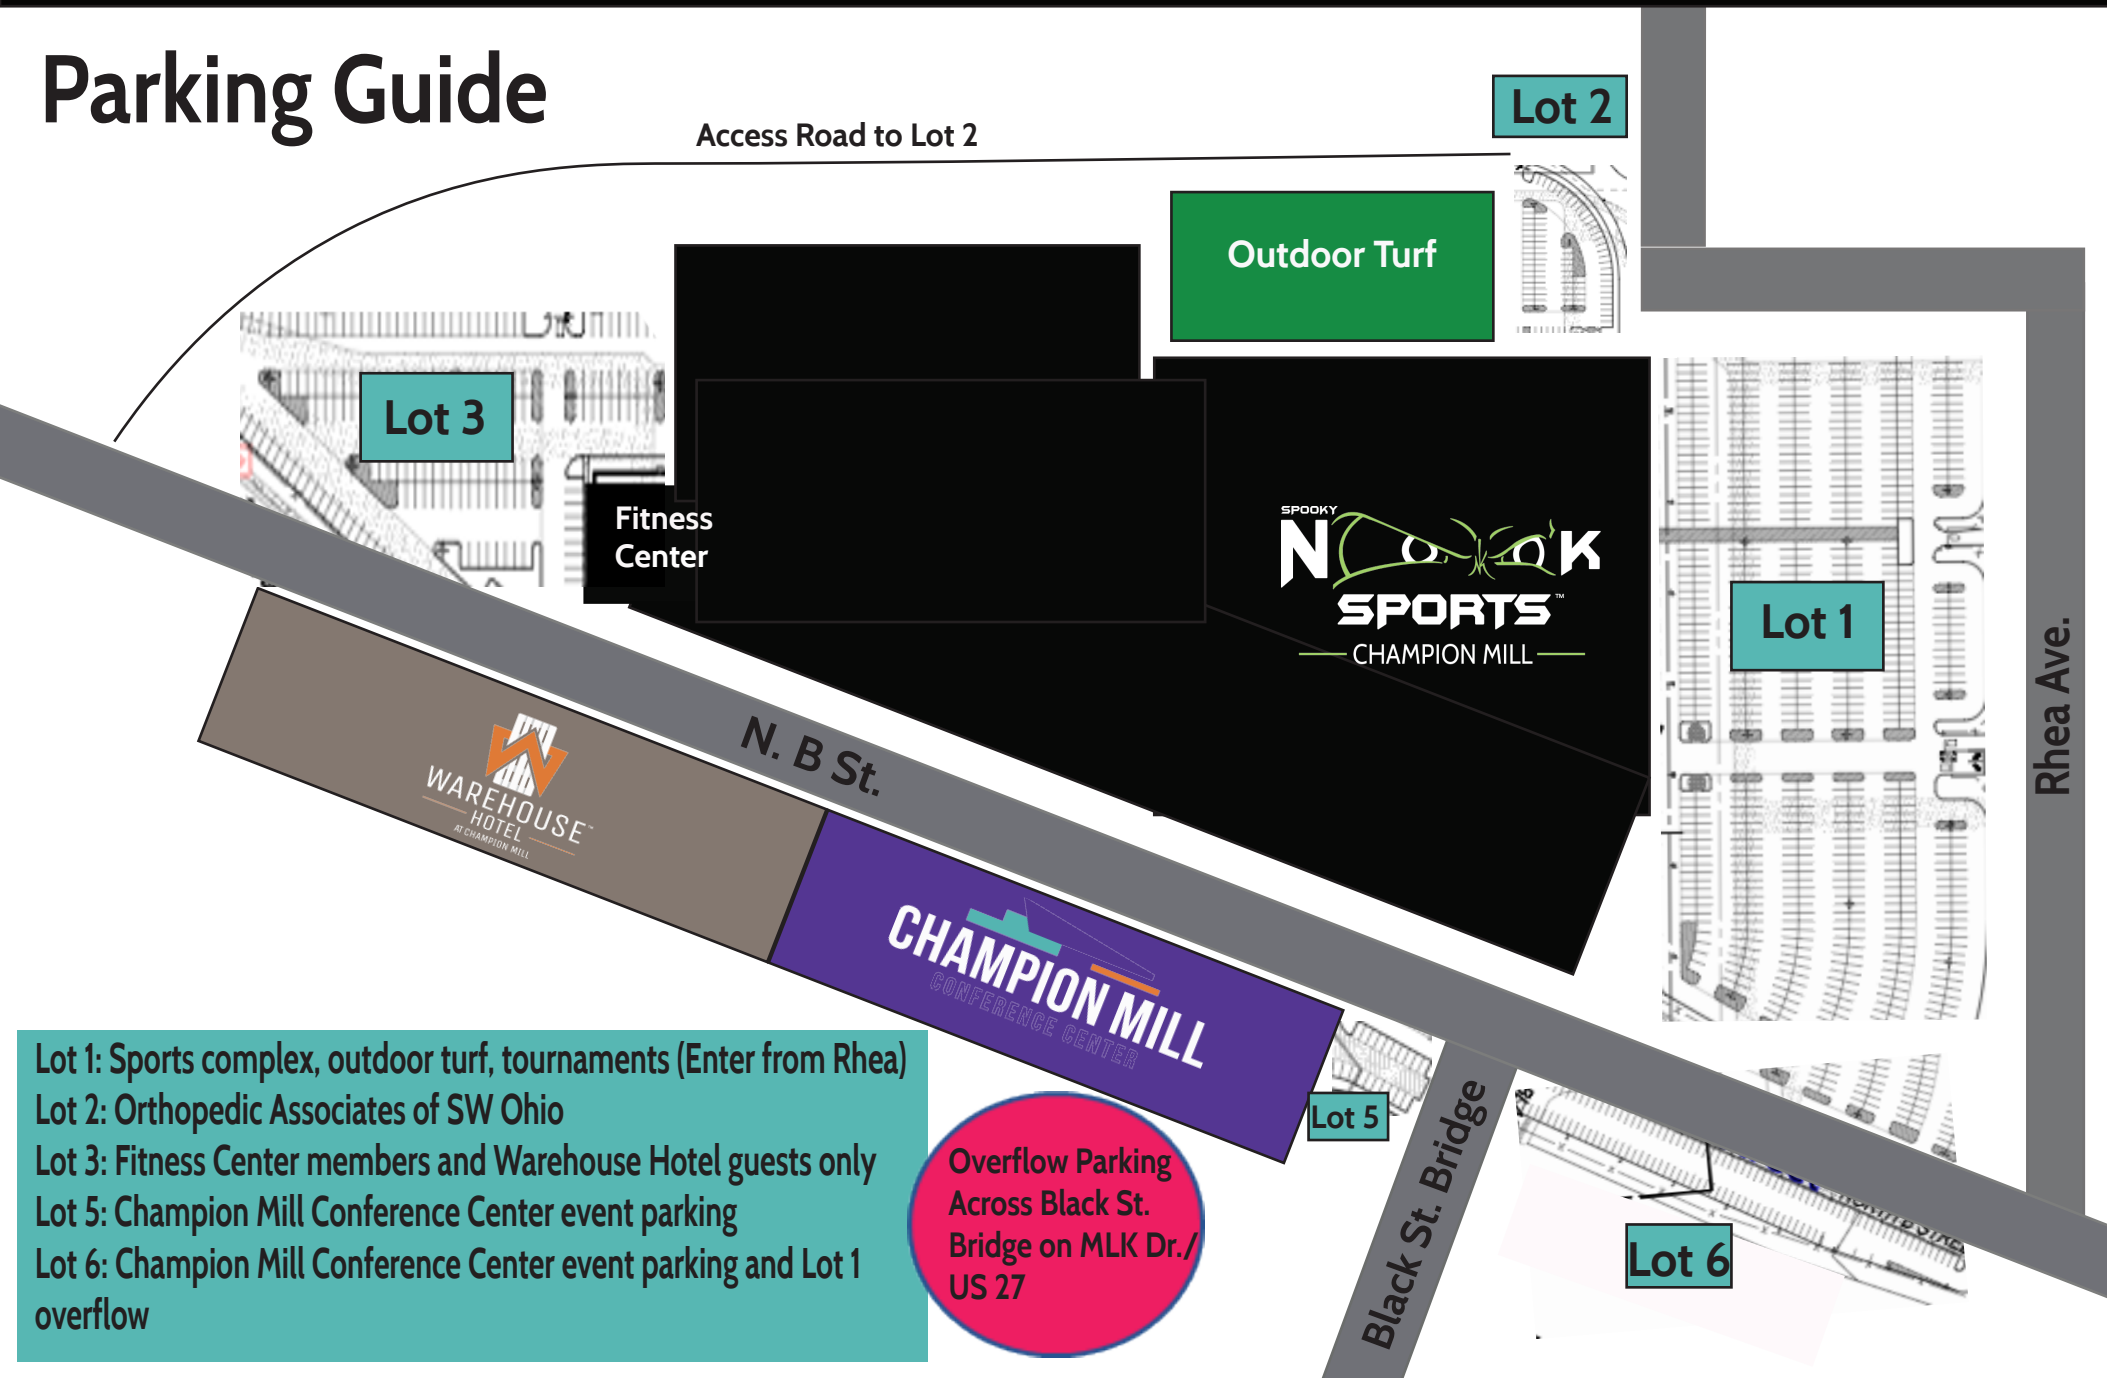 Parking Guide
Access Road to Lot 2
Lot 2
Outdoor Turf
Lot 3
Fitness
Center
SPOOKY
NOOK
SPORTS™
CHAMPION MILL
Lot 1
Rhea Ave.
N. B St.
WAREHOUSE™
HOTEL
AT CHAMPION MILL
CHAMPION MILL
CONFERENCE CENTER
Lot 5
Black St. Bridge
Lot 6
Lot 1: Sports complex, outdoor turf, tournaments (Enter from Rhea)
Lot 2: Orthopedic Associates of SW Ohio
Lot 3: Fitness Center members and Warehouse Hotel guests only
Lot 5: Champion Mill Conference Center event parking
Lot 6: Champion Mill Conference Center event parking and Lot 1
overflow
Overflow Parking
Across Black St.
Bridge on MLK Dr./
US 27